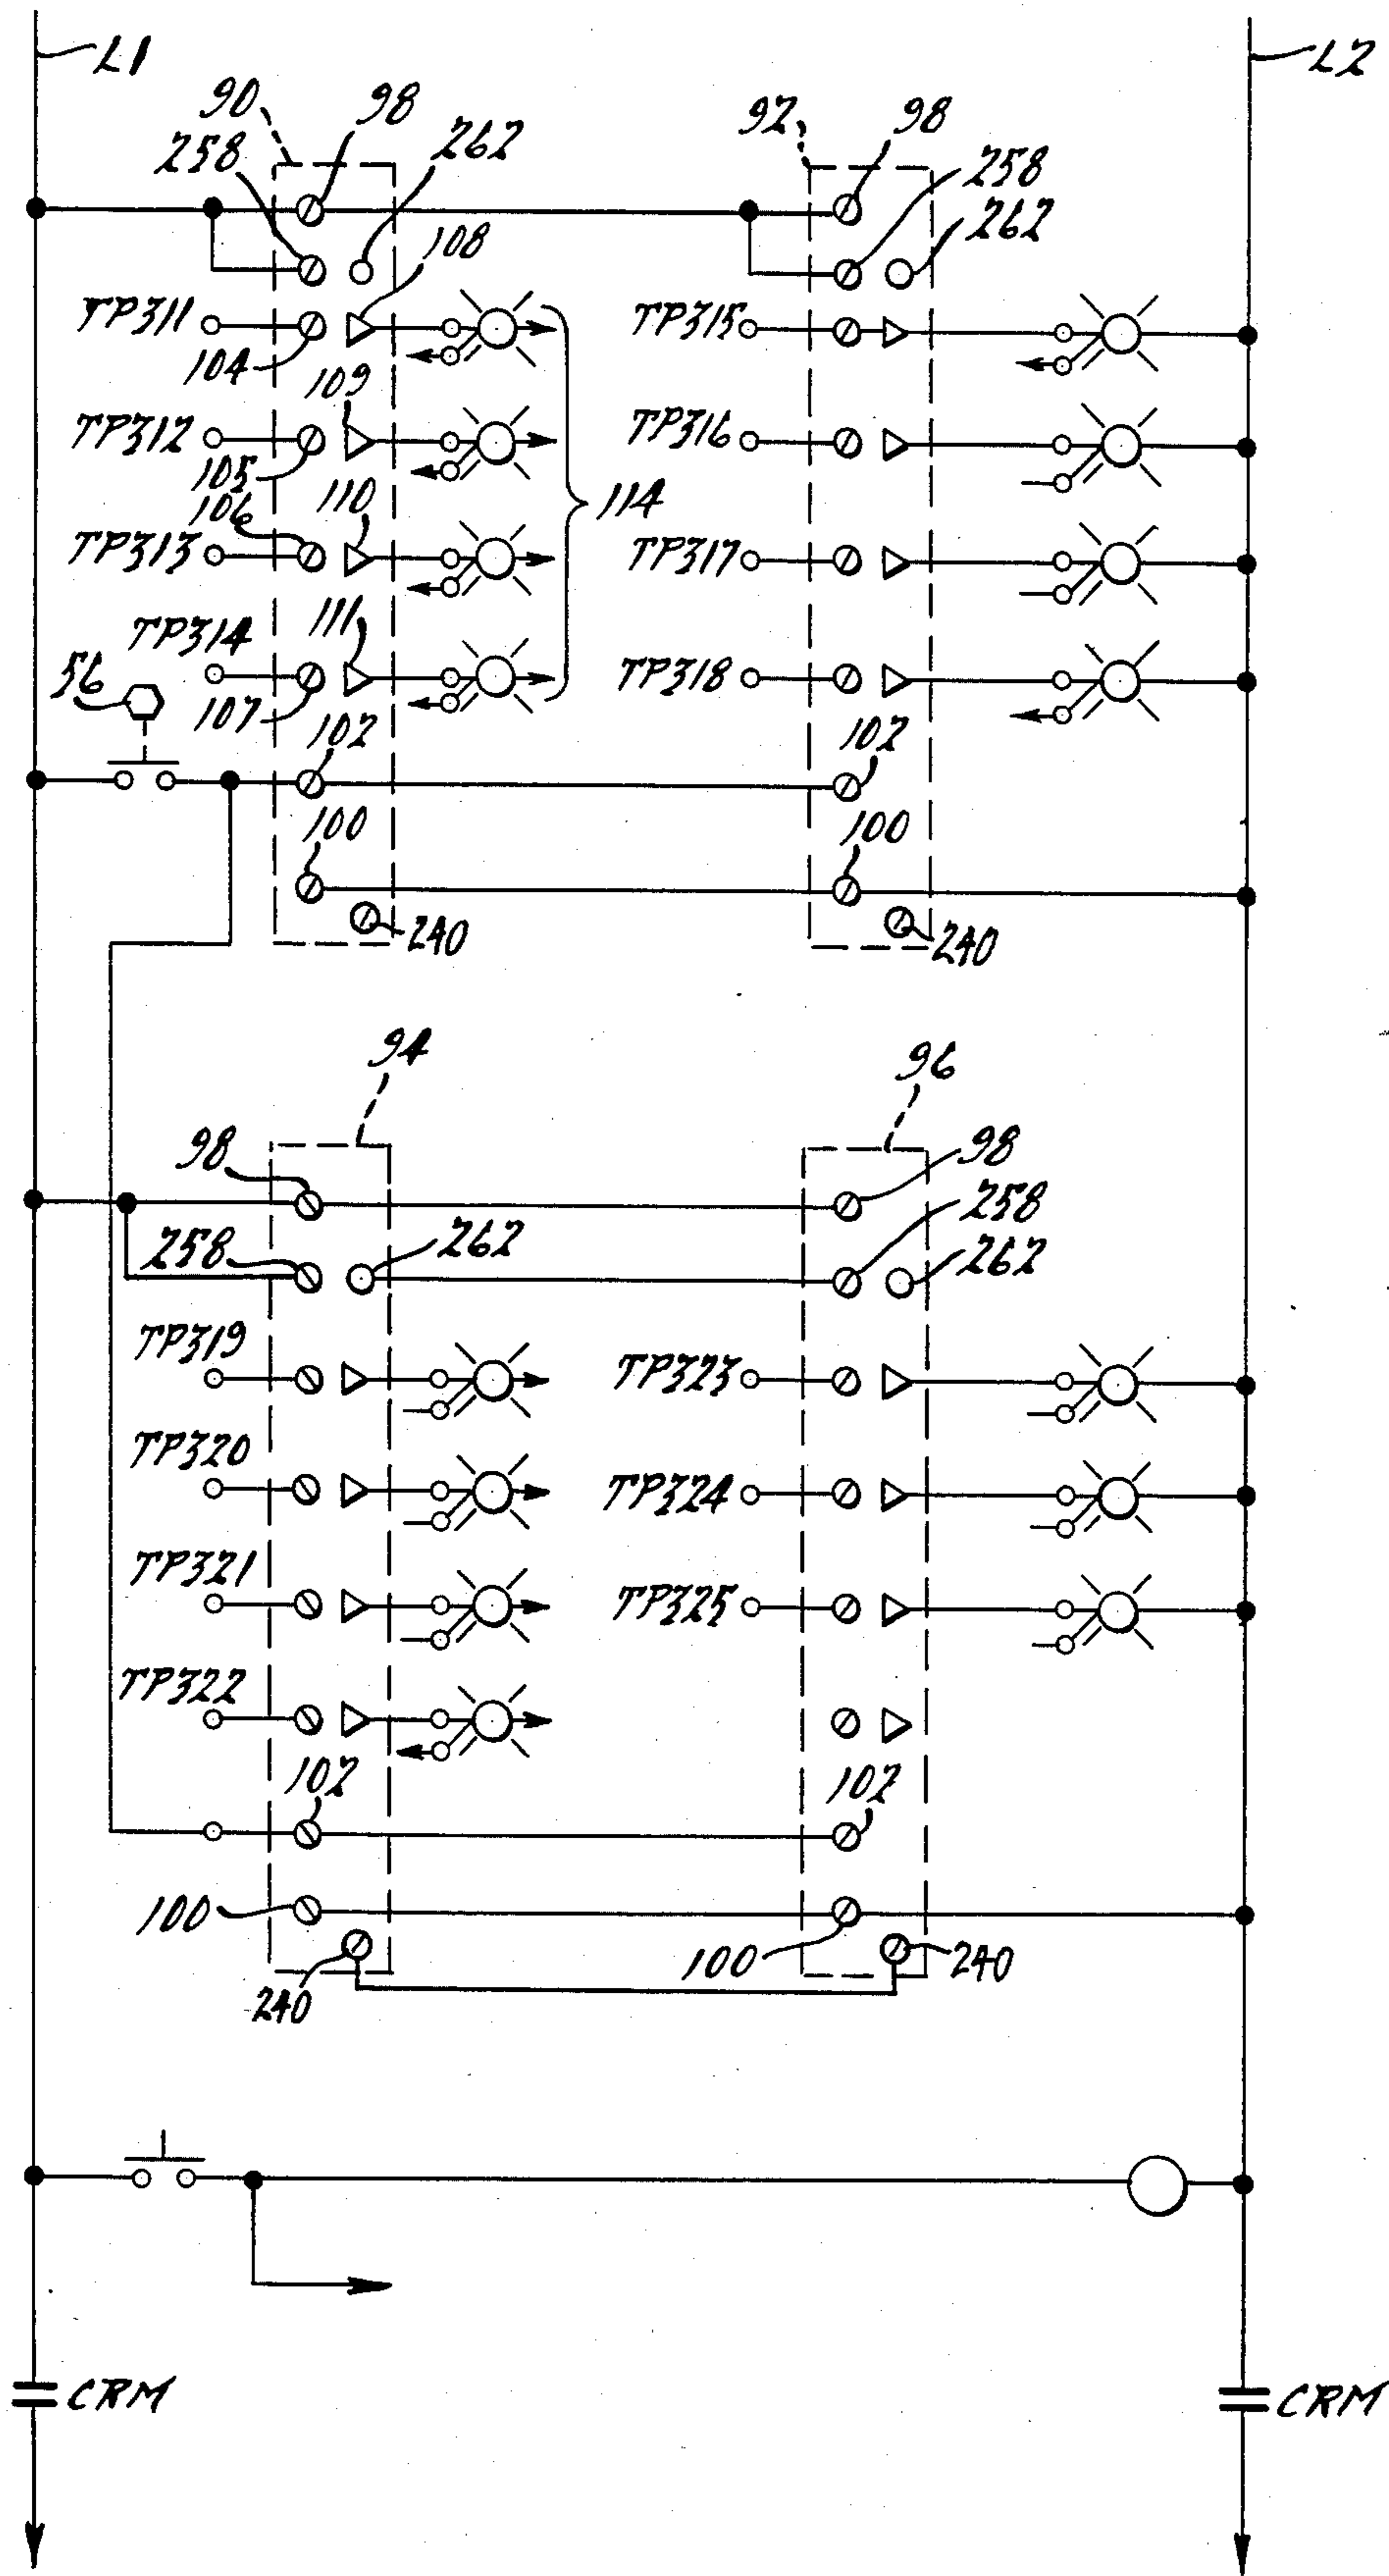 L1
L2
90
98
92
98
258
262
258
262
108
TP311
TP315
104
109
TP312
TP316
105
110
114
106
TP313
TP317
111
TP314
TP318
56
107
102
102
100
100
240
240
94
96
98
98
258
258
262
262
TP319
TP323
TP320
TP324
TP321
TP325
TP322
102
102
100
100
240
240
CRM
CRM